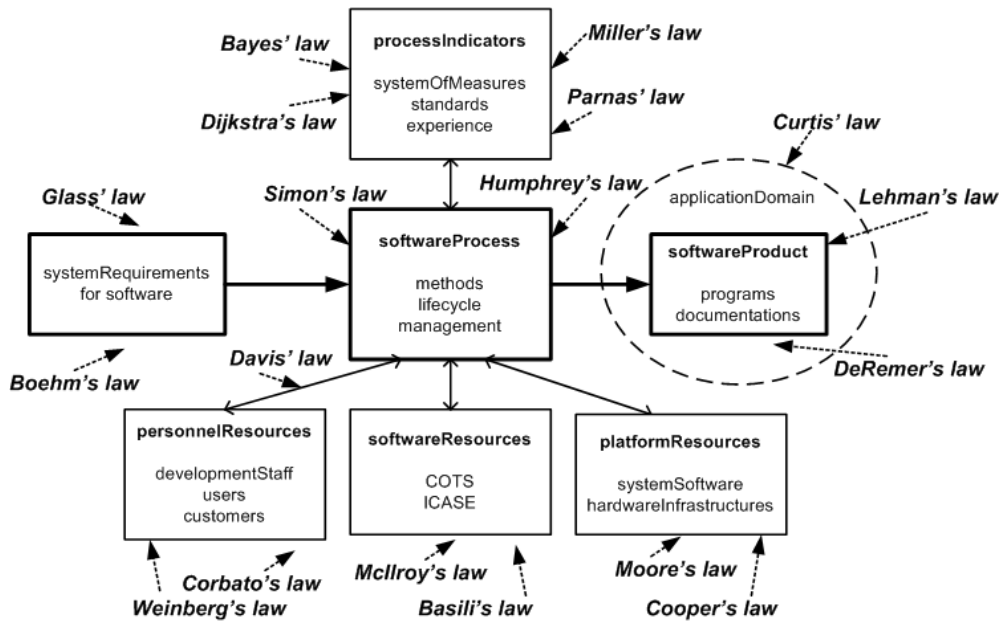 processIndicators
systemOfMeasures
standards
experience
Bayes' law
Dijkstra's law
Miller's law
Parnas' law
Curtis' law
Glass' law
Simon's law
Humphrey's law
applicationDomain
Lehman's law
systemRequirements
for software
softwareProcess
methods
lifecycle
management
softwareProduct
programs
documentations
Boehm's law
Davis' law
DeRemer's law
personnelResources
developmentStaff
users
customers
softwareResources
COTS
ICASE
platformResources
systemSoftware
hardwareInfrastructures
Corbato's law
Weinberg's law
McIlroy's law
Basili's law
Moore's law
Cooper's law